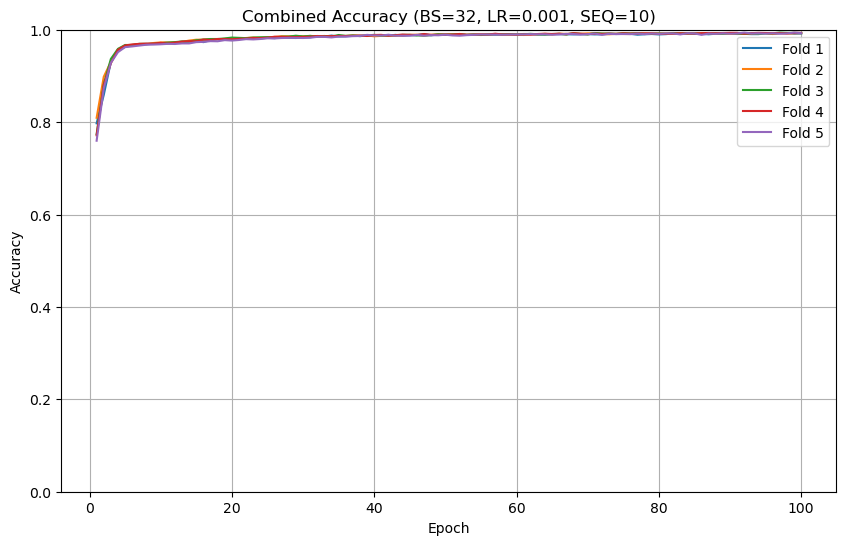 Combined Accuracy (BS=32, LR=0.001, SEQ=10)
Accuracy
1.0
0.8
0.6
0.4
0.2
0.0
Fold 1
Fold 2
Fold 3
Fold 4
Fold 5
0 20 40 60 80 100
Epoch